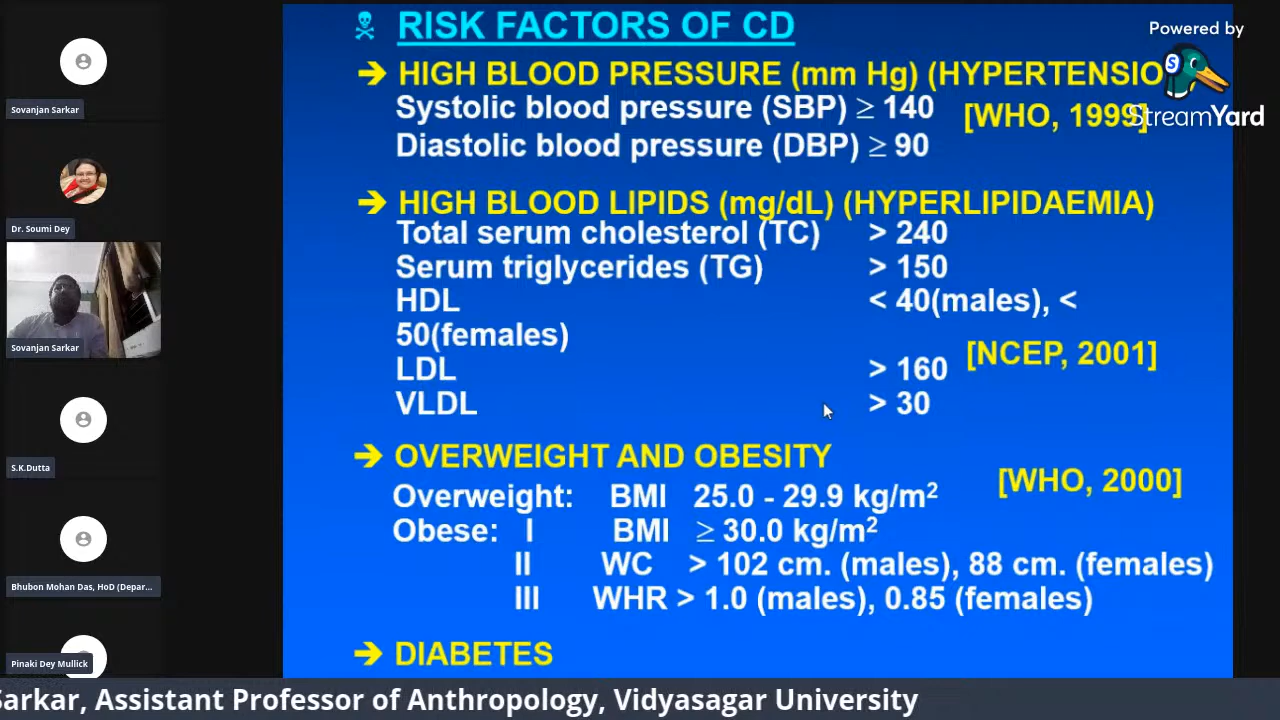 RISK FACTORS OF CD
➔ HIGH BLOOD PRESSURE (mm Hg) (HYPERTENSIO
Systolic blood pressure (SBP) ≥ 140
[WHO, 1999]
Diastolic blood pressure (DBP) ≥ 90
➔ HIGH BLOOD LIPIDS (mg/dL) (HYPERLIPIDAEMIA)
Total serum cholesterol (TC) > 240
Serum triglycerides (TG) > 150
HDL < 40(males), <
50(females)
[NCEP, 2001]
LDL > 160
VLDL > 30
➔ OVERWEIGHT AND OBESITY
[WHO, 2000]
Overweight: BMI 25.0 - 29.9 kg/m²
Obese: I BMI ≥ 30.0 kg/m²
II WC > 102 cm. (males), 88 cm. (females)
III WHR > 1.0 (males), 0.85 (females)
➔ DIABETES
Powered by
S
StreamYard
Sovanjan Sarkar
Dr. Soumi Dey
Sovanjan Sarkar
S.K.Dutta
Bhubon Mohan Das, HoD (Depar...
Pinaki Dey Mullick
Sarkar, Assistant Professor of Anthropology, Vidyasagar University